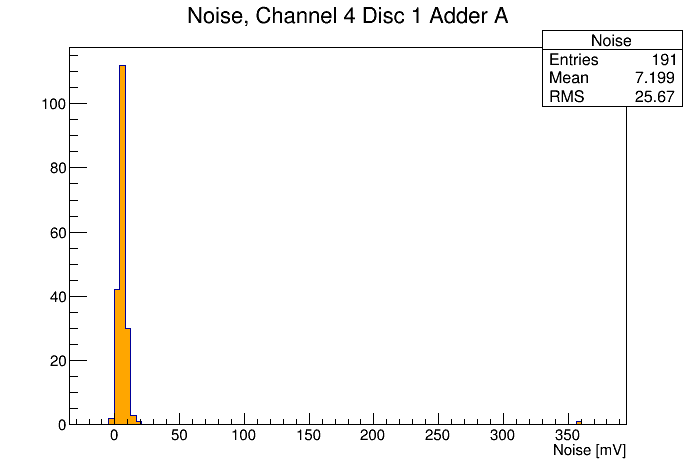 Noise, Channel 4 Disc 1 Adder A
Noise
Entries 191
Mean 7.199
RMS 25.67
100
80
60
40
20
0
0 50 100 150 200 250 300 350
Noise [mV]